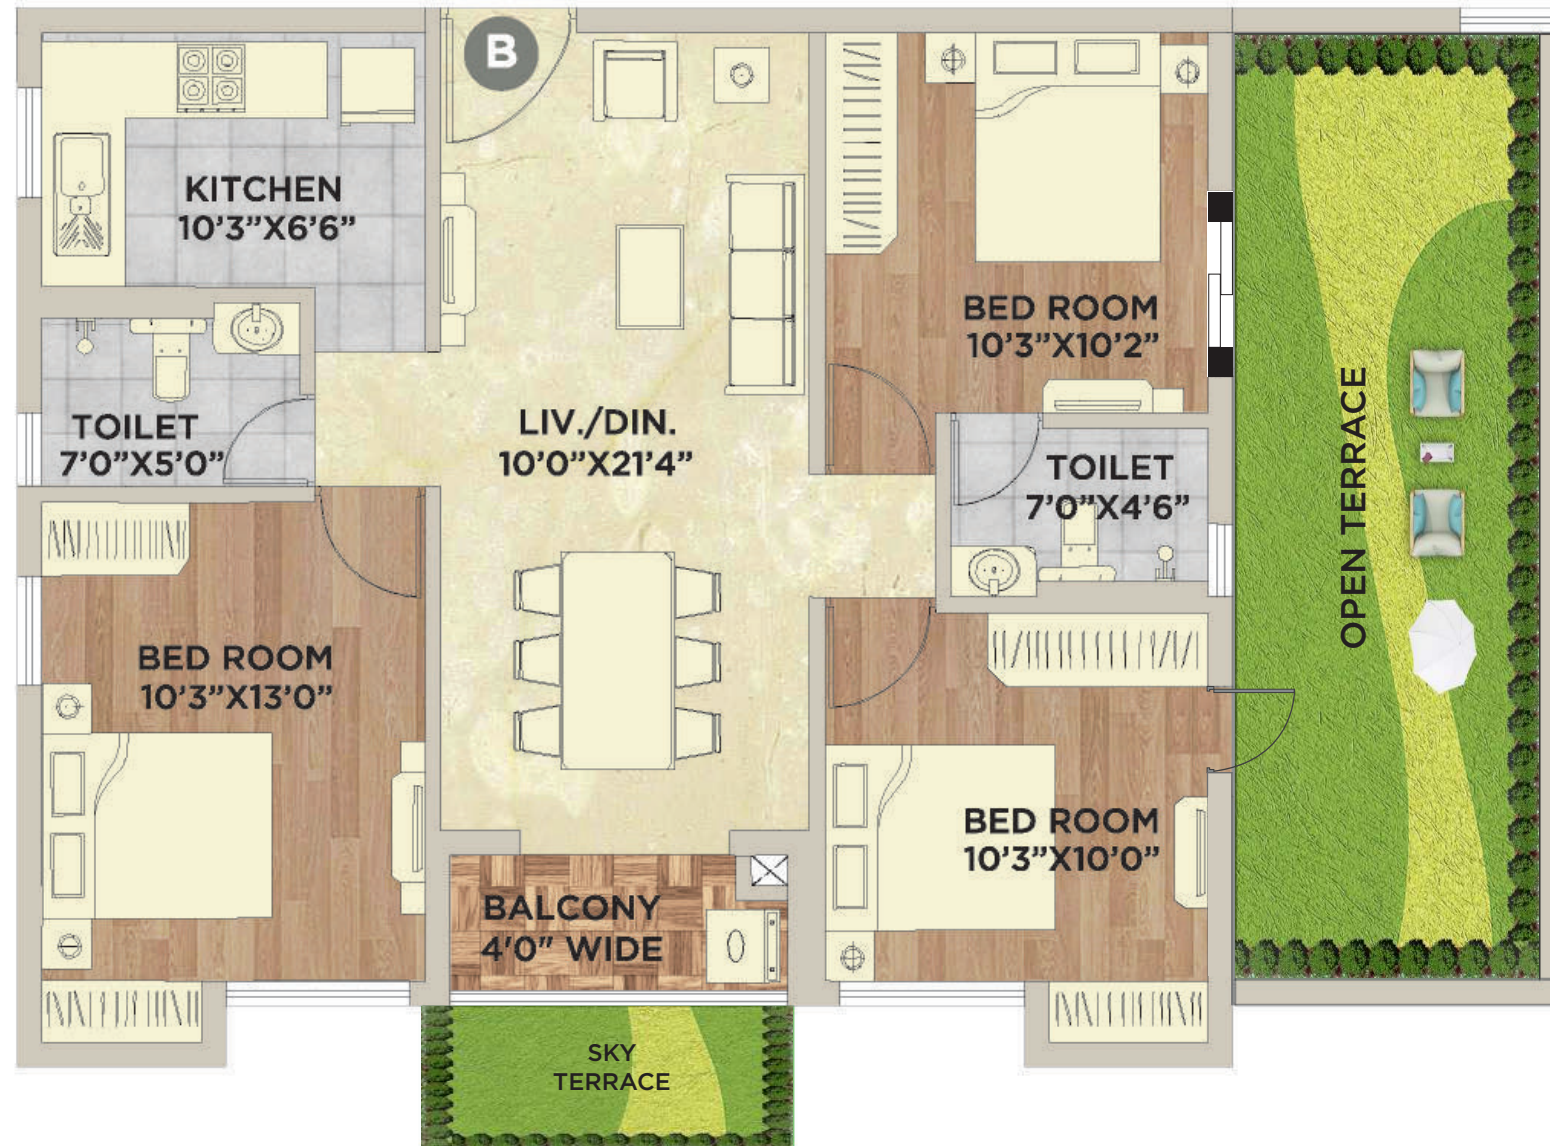 B
KITCHEN
10'3"X6'6"
BED ROOM
10'3"X10'2"
TOILET
7'0"X5'0"
LIV./DIN.
10'0"X21'4"
TOILET
7'0"X4'6"
OPEN TERRACE
BED ROOM
10'3"X13'0"
BED ROOM
10'3"X10'0"
BALCONY
4'0" WIDE
SKY
TERRACE